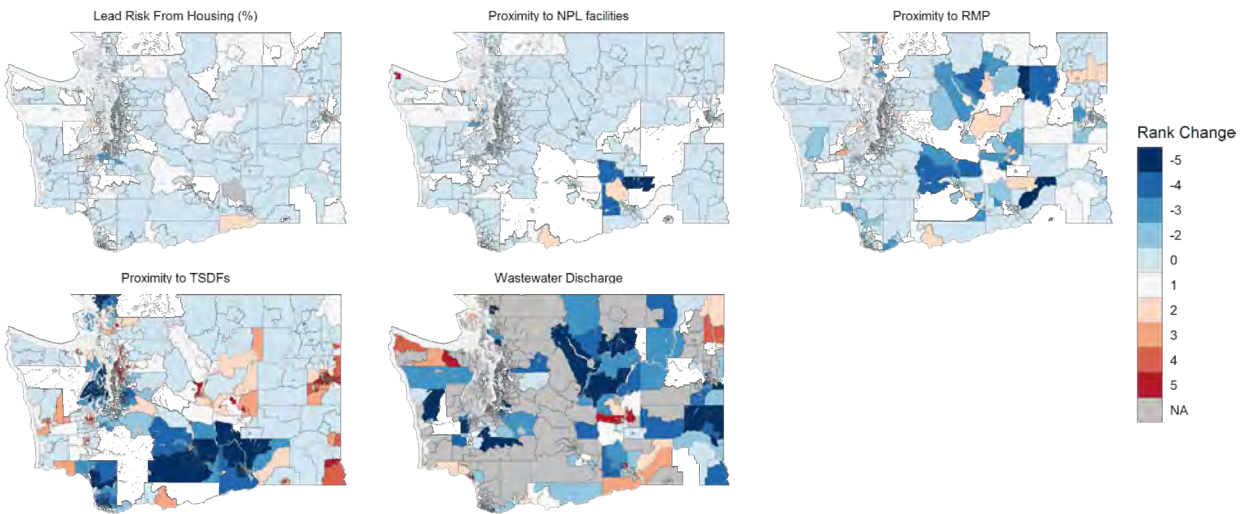 Lead Risk From Housing (%)
Proximity to NPL facilities
Proximity to RMP
Rank Change
-5
-4
-3
-2
0
1
2
3
4
5
NA
Proximity to TSDFs
Wastewater Discharge